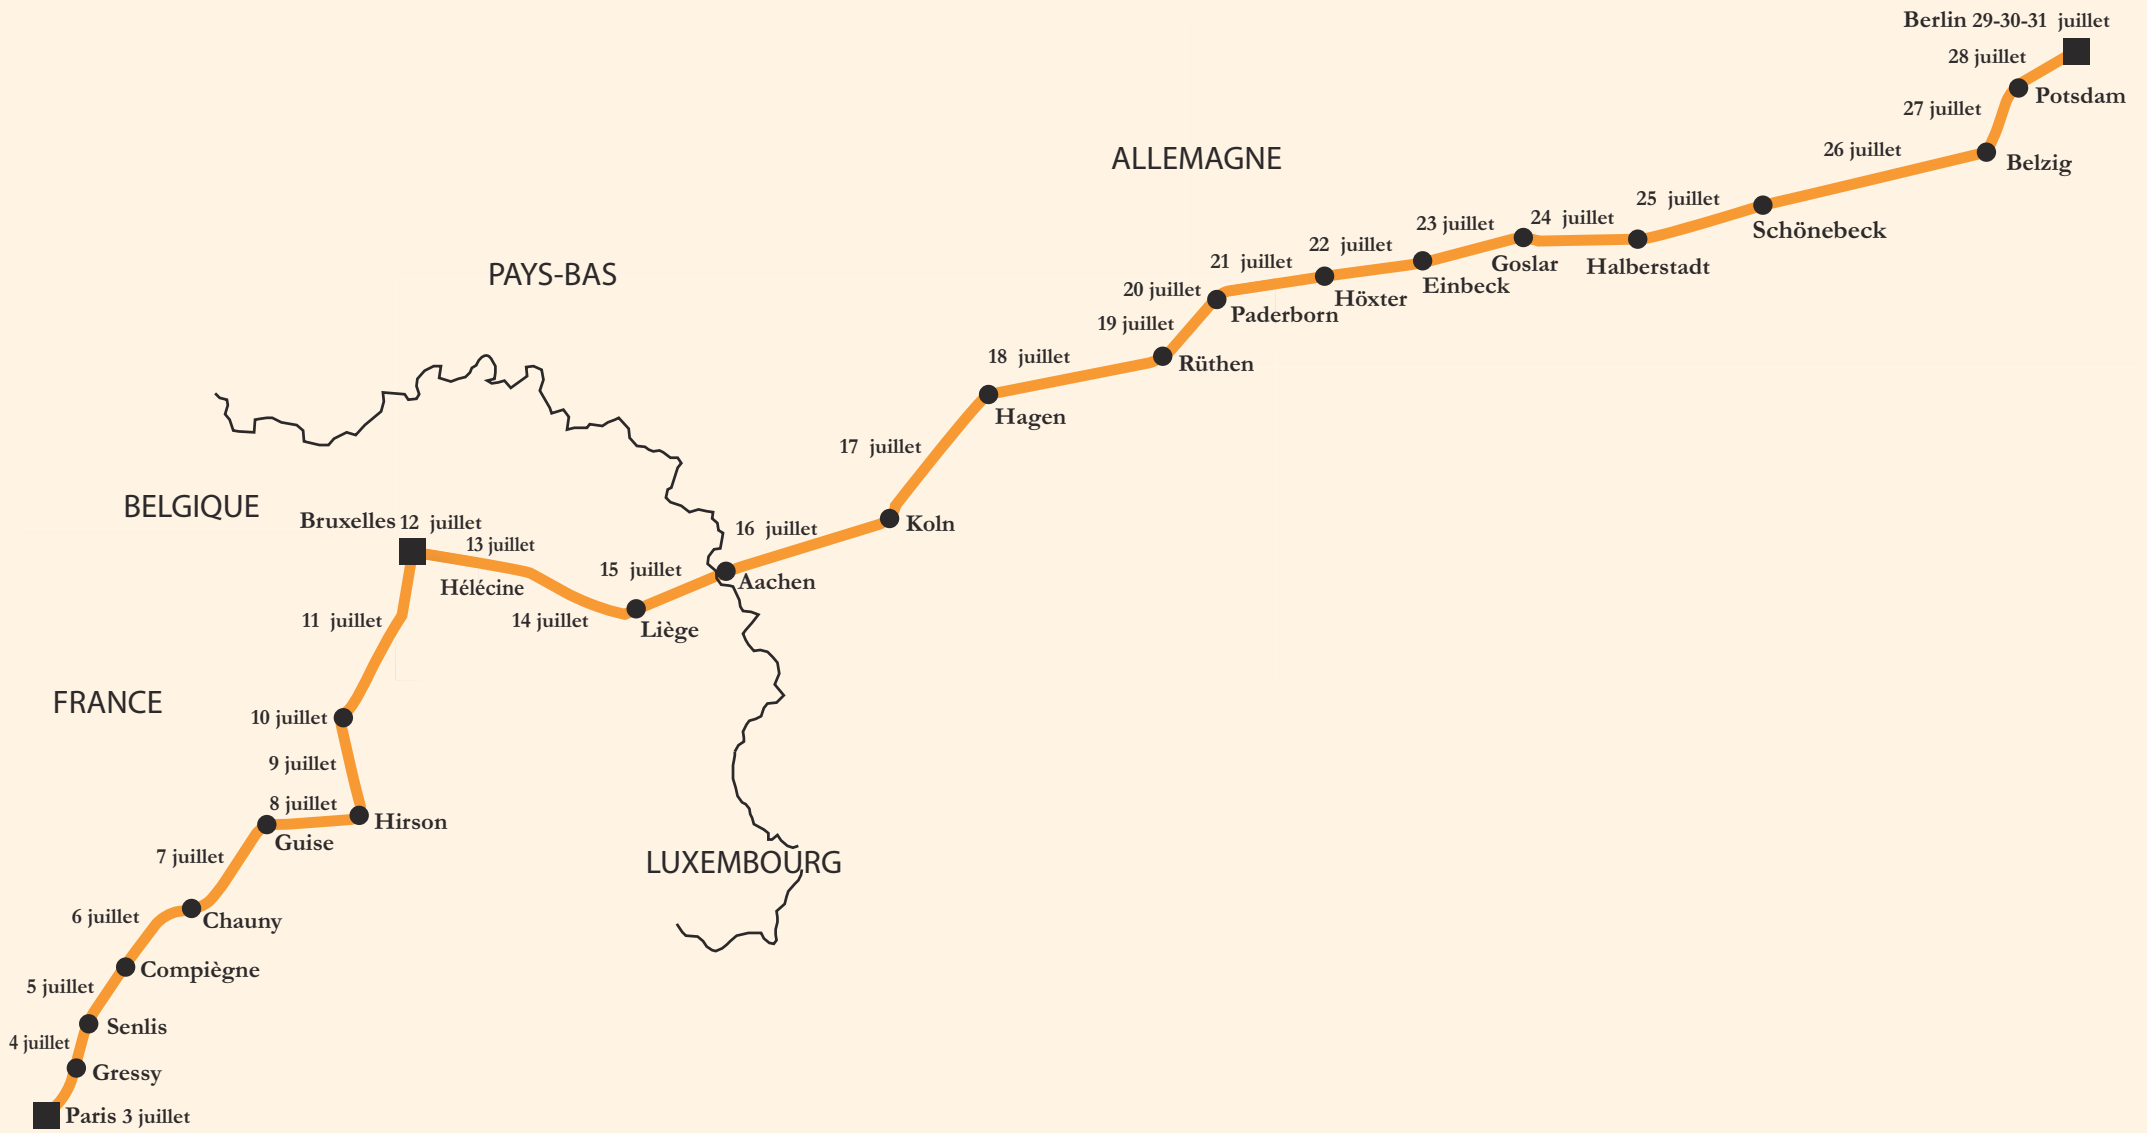 Berlin 29-30-31 juillet
28 juillet
Potsdam
27 juillet
ALLEMAGNE
26 juillet
Belzig
25 juillet
24 juillet
23 juillet
Schönebeck
22 juillet
21 juillet
Goslar
Halberstadt
PAYS-BAS
20 juillet
Einbeck
Höxter
Paderborn
19 juillet
18 juillet
Rüthen
Hagen
17 juillet
BELGIQUE
Bruxelles 12 juillet
Koln
16 juillet
13 juillet
15 juillet
Aachen
Hélécine
14 juillet
11 juillet
Liège
FRANCE
10 juillet
9 juillet
8 juillet
Hirson
Guise
7 juillet
LUXEMBOURG
6 juillet
Chauny
Compiègne
5 juillet
Senlis
4 juillet
Gressy
Paris 3 juillet